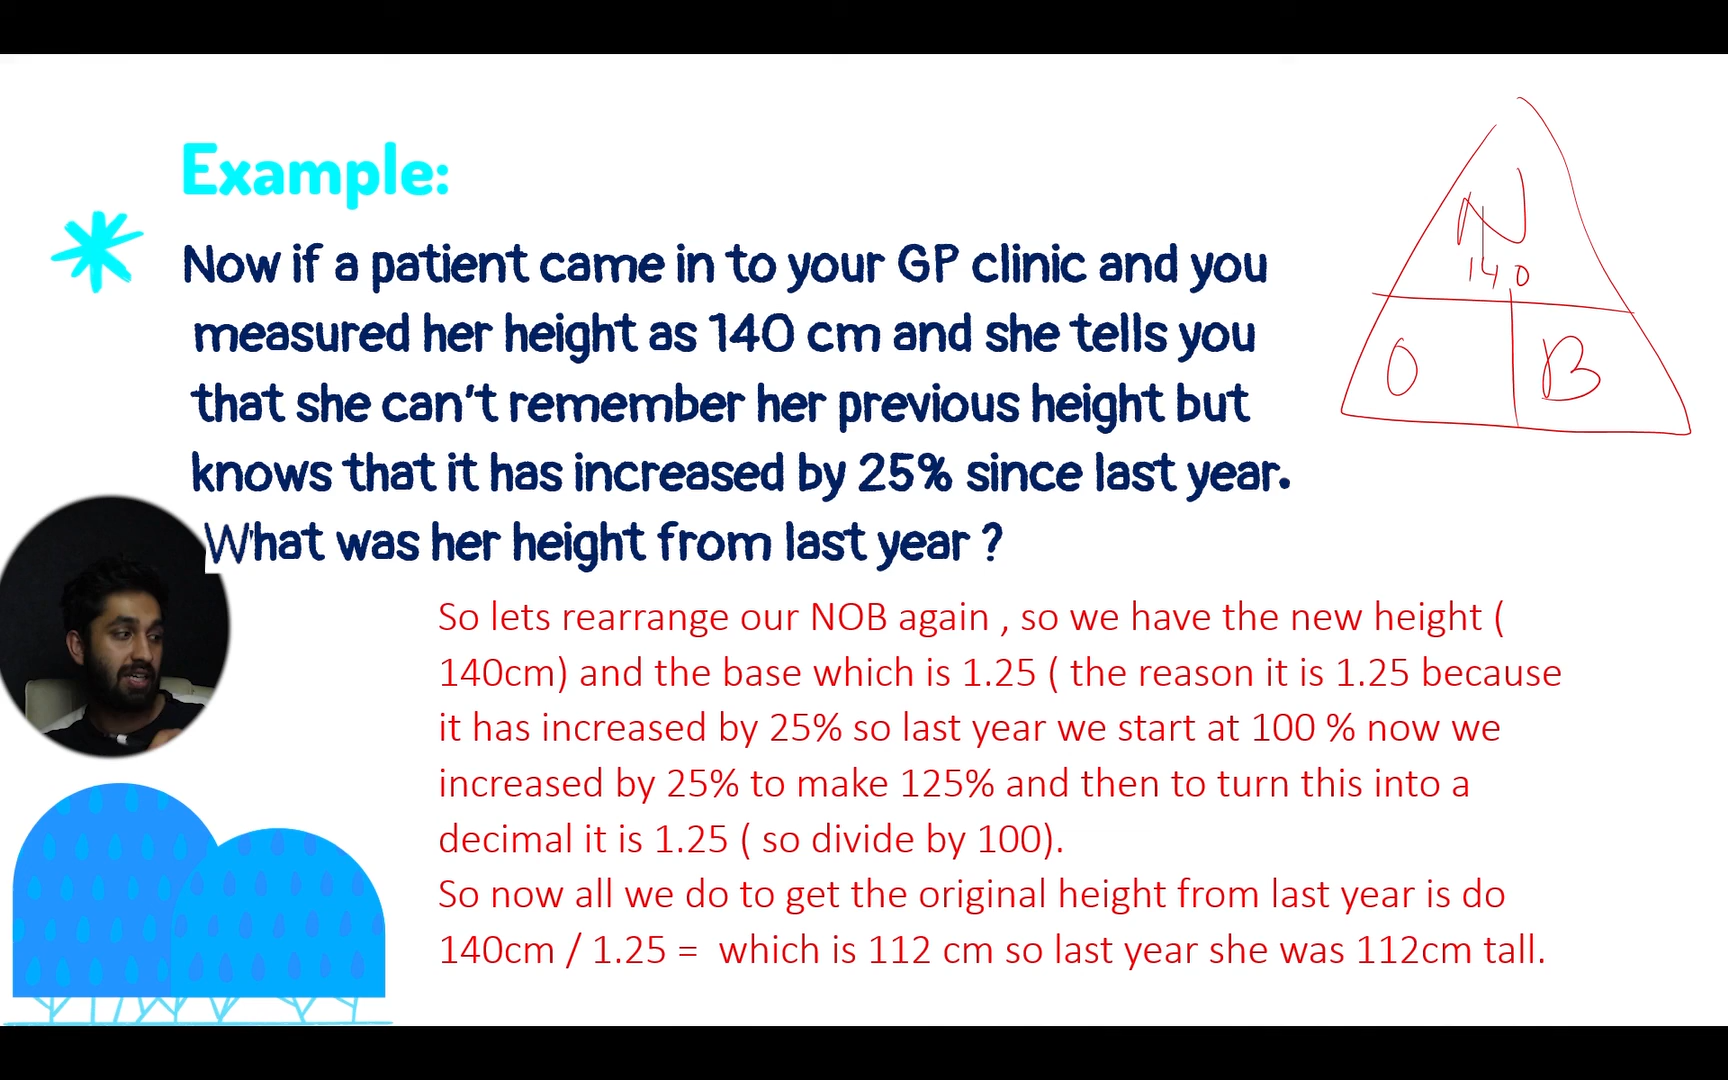 Example:
Now if a patient came in to your GP clinic and you
measured her height as 140 cm and she tells you
that she can't remember her previous height but
knows that it has increased by 25% since last year.
What was her height from last year ?
N
140
O B
So lets rearrange our NOB again , so we have the new height (
140cm) and the base which is 1.25 ( the reason it is 1.25 because
it has increased by 25% so last year we start at 100 % now we
increased by 25% to make 125% and then to turn this into a
decimal it is 1.25 ( so divide by 100).
So now all we do to get the original height from last year is do
140cm / 1.25 = which is 112 cm so last year she was 112cm tall.